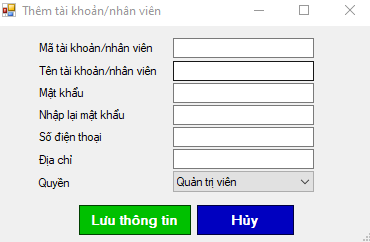 Thêm tài khoản/nhân viên
Mã tài khoản/nhân viên
Tên tài khoản/nhân viên
Mật khẩu
Nhập lại mật khẩu
Số điện thoại
Địa chỉ
Quyền Quản trị viên
Lưu thông tin Hủy